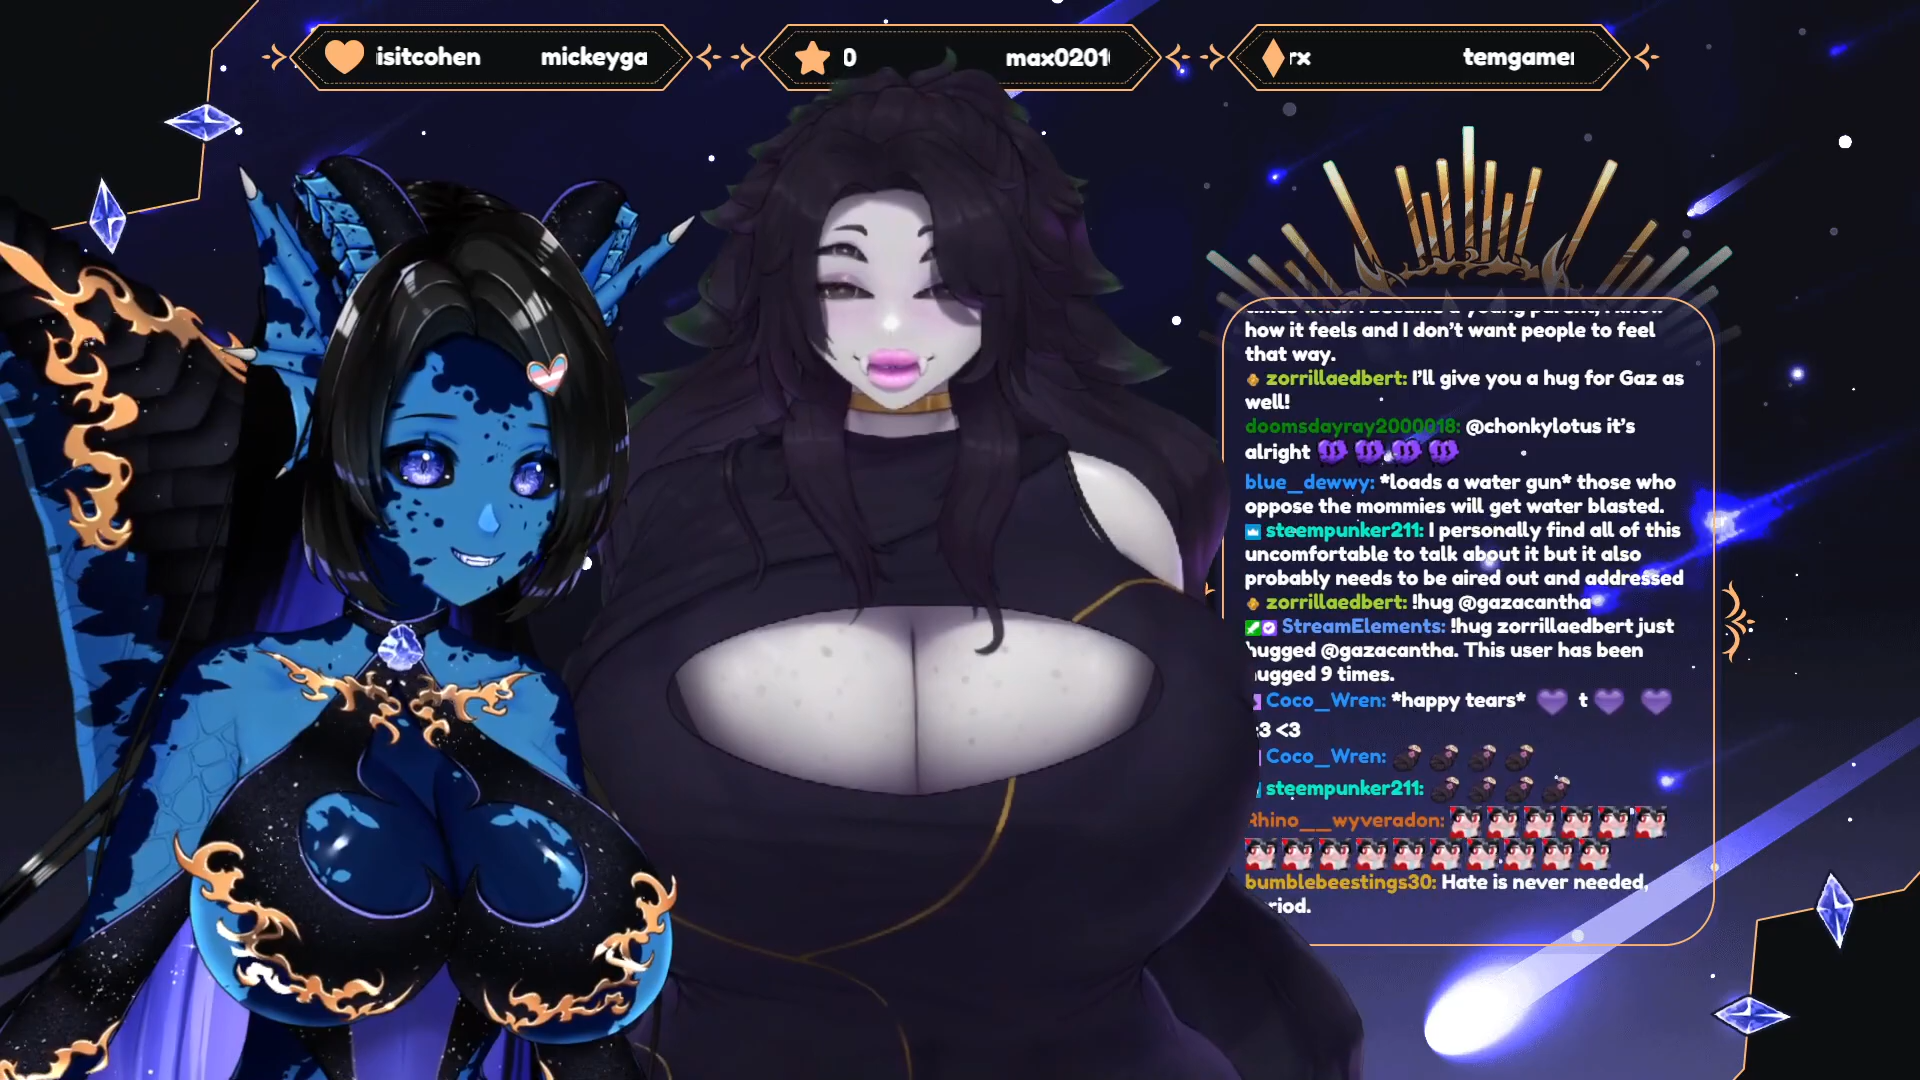 isitcohen mickeyga
0 max0201
rx temgamer
how it feels and I don't want people to feel
that way.
zorrillaedbert: I'll give you a hug for Gaz as
well!
doomsdayray2000018: @chonkylotus it's
alright
blue_dewwy: *loads a water gun* those who
oppose the mommies will get water blasted.
steempunker211: I personally find all of this
uncomfortable to talk about it but it also
probably needs to be aired out and addressed
zorrillaedbert: !hug @gazacantha
StreamElements: !hug zorrillaedbert just
hugged @gazacantha. This user has been
hugged 9 times.
Coco_Wren: *happy tears* t
:3 <3
Coco_Wren:
steempunker211:
Rhino__wyveradon:
bumblebeestings30: Hate is never needed,
riod.